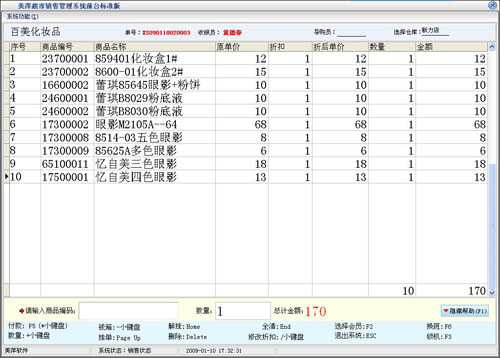 美萍超市销售管理系统前台标准版
系统功能(Z)
百美化妆品 单号: XS090110020003 收银员: 黄德春 导购员: 选择仓库: 新力店
序号 商品编号 商品名称 原单价 折扣 折后单价 数量 金额
1 23700001 859401化妆盒1# 12 1 12 1 12
2 23700002 8600-01化妆盒2# 15 1 15 1 15
3 16600002 蕾琪85645眼影+粉饼 10 1 10 1 10
4 24600001 蕾琪B8029粉底液 10 1 10 1 10
5 24600002 蕾琪B8030粉底液 10 1 10 1 10
6 17300002 眼影M2105A--64 68 1 68 1 68
7 17300008 8514-03五色眼影 8 1 8 1 8
8 17300009 85625A多色眼影 6 1 6 1 6
9 65100011 忆自美三色眼影 18 1 18 1 18
10 17500001 忆自美四色眼影 13 1 13 1 13
10 170
请输入商品编码: 数量: 1 总计金额: 170 隐藏帮助(F1)
付款: F5 (*小键盘) 被箱:-小键盘 解挂:Home 全清:End 选择会员:F2 换班:F6
数量:+小键盘 挂单:Page Up 删除:Delete 修改折扣:/小键盘 退出系统:ESC 锁机:F3
美萍软件 系统状态:销售状态 2009-01-10 17:32:31